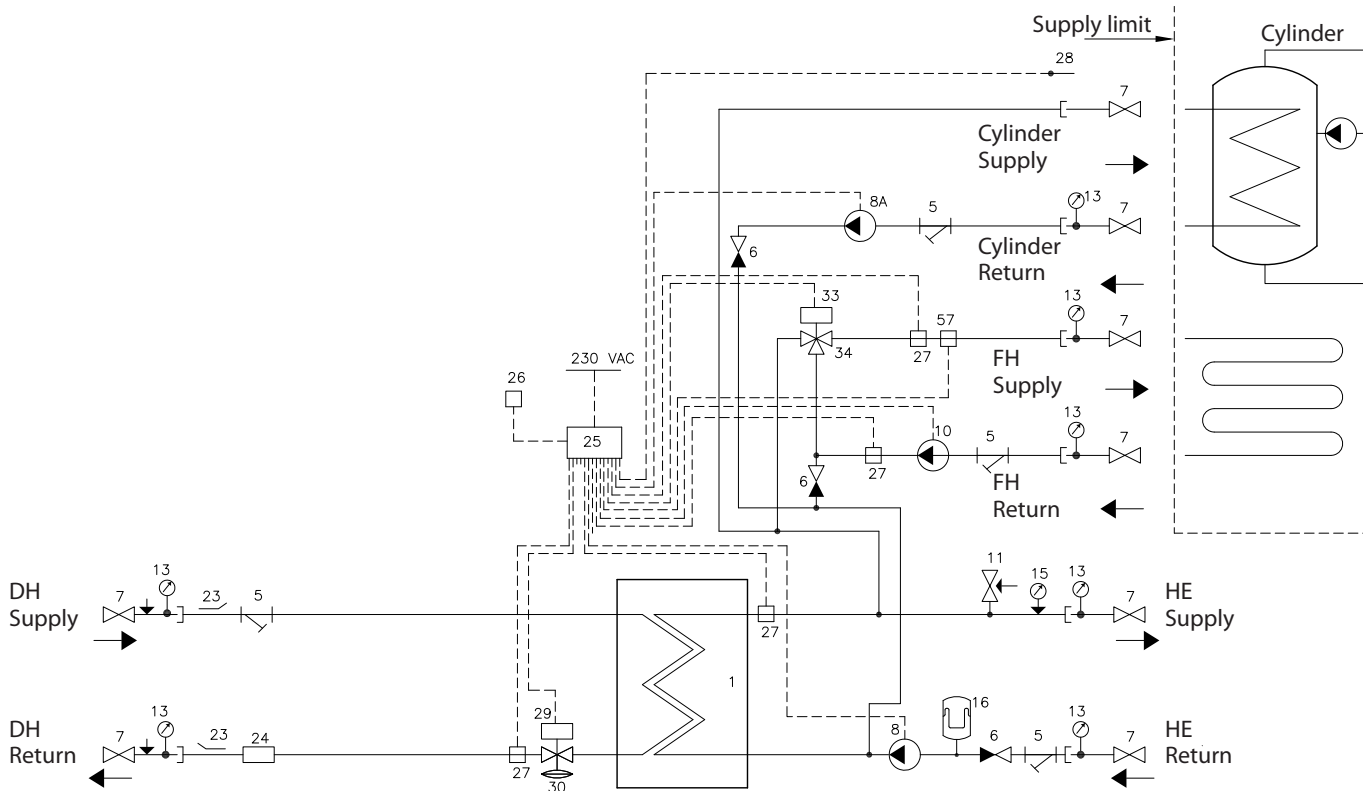 Supply limit
Cylinder
28
7
Cylinder
Supply
8A
5
13
7
6
Cylinder
Return
33
13
7
34
27
57
FH
Supply
230 VAC
26
25
10
5
13
7
27
6
FH
Return
DH
Supply
7
13
23
5
27
11
15
13
7
HE
Supply
1
DH
Return
7
13
23
24
27
29
30
8
16
6
5
13
7
HE
Return